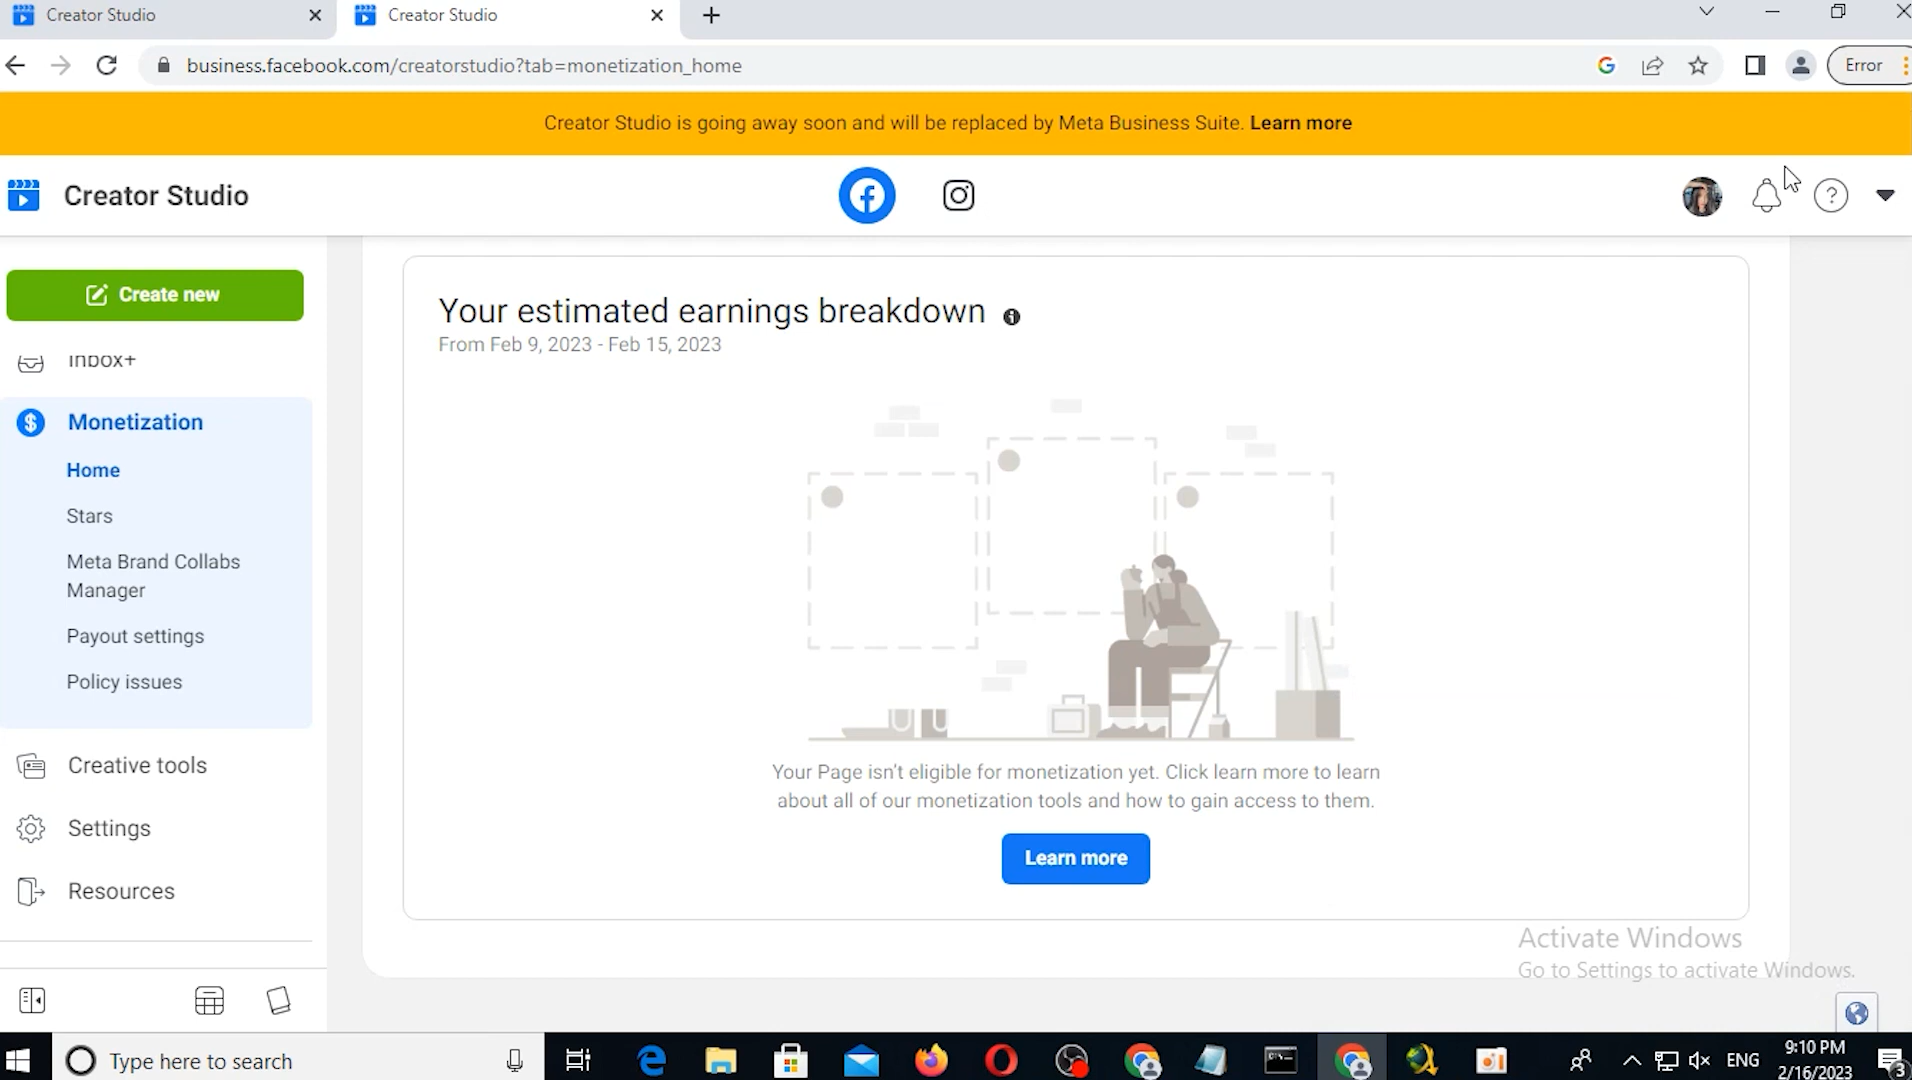 Creator Studio
Creator Studio
business.facebook.com/creatorstudio?tab=monetization_home
Error
Creator Studio is going away soon and will be replaced by Meta Business Suite. Learn more
Creator Studio
Create new
Inbox+
Monetization
Home
Stars
Meta Brand Collabs
Manager
Payout settings
Policy issues
Creative tools
Settings
Resources
Your estimated earnings breakdown
From Feb 9, 2023 - Feb 15, 2023
Your Page isn't eligible for monetization yet. Click learn more to learn
about all of our monetization tools and how to gain access to them.
Learn more
Activate Windows
Go to Settings to activate Windows.
Type here to search
ENG
9:10 PM
2/16/2023
3